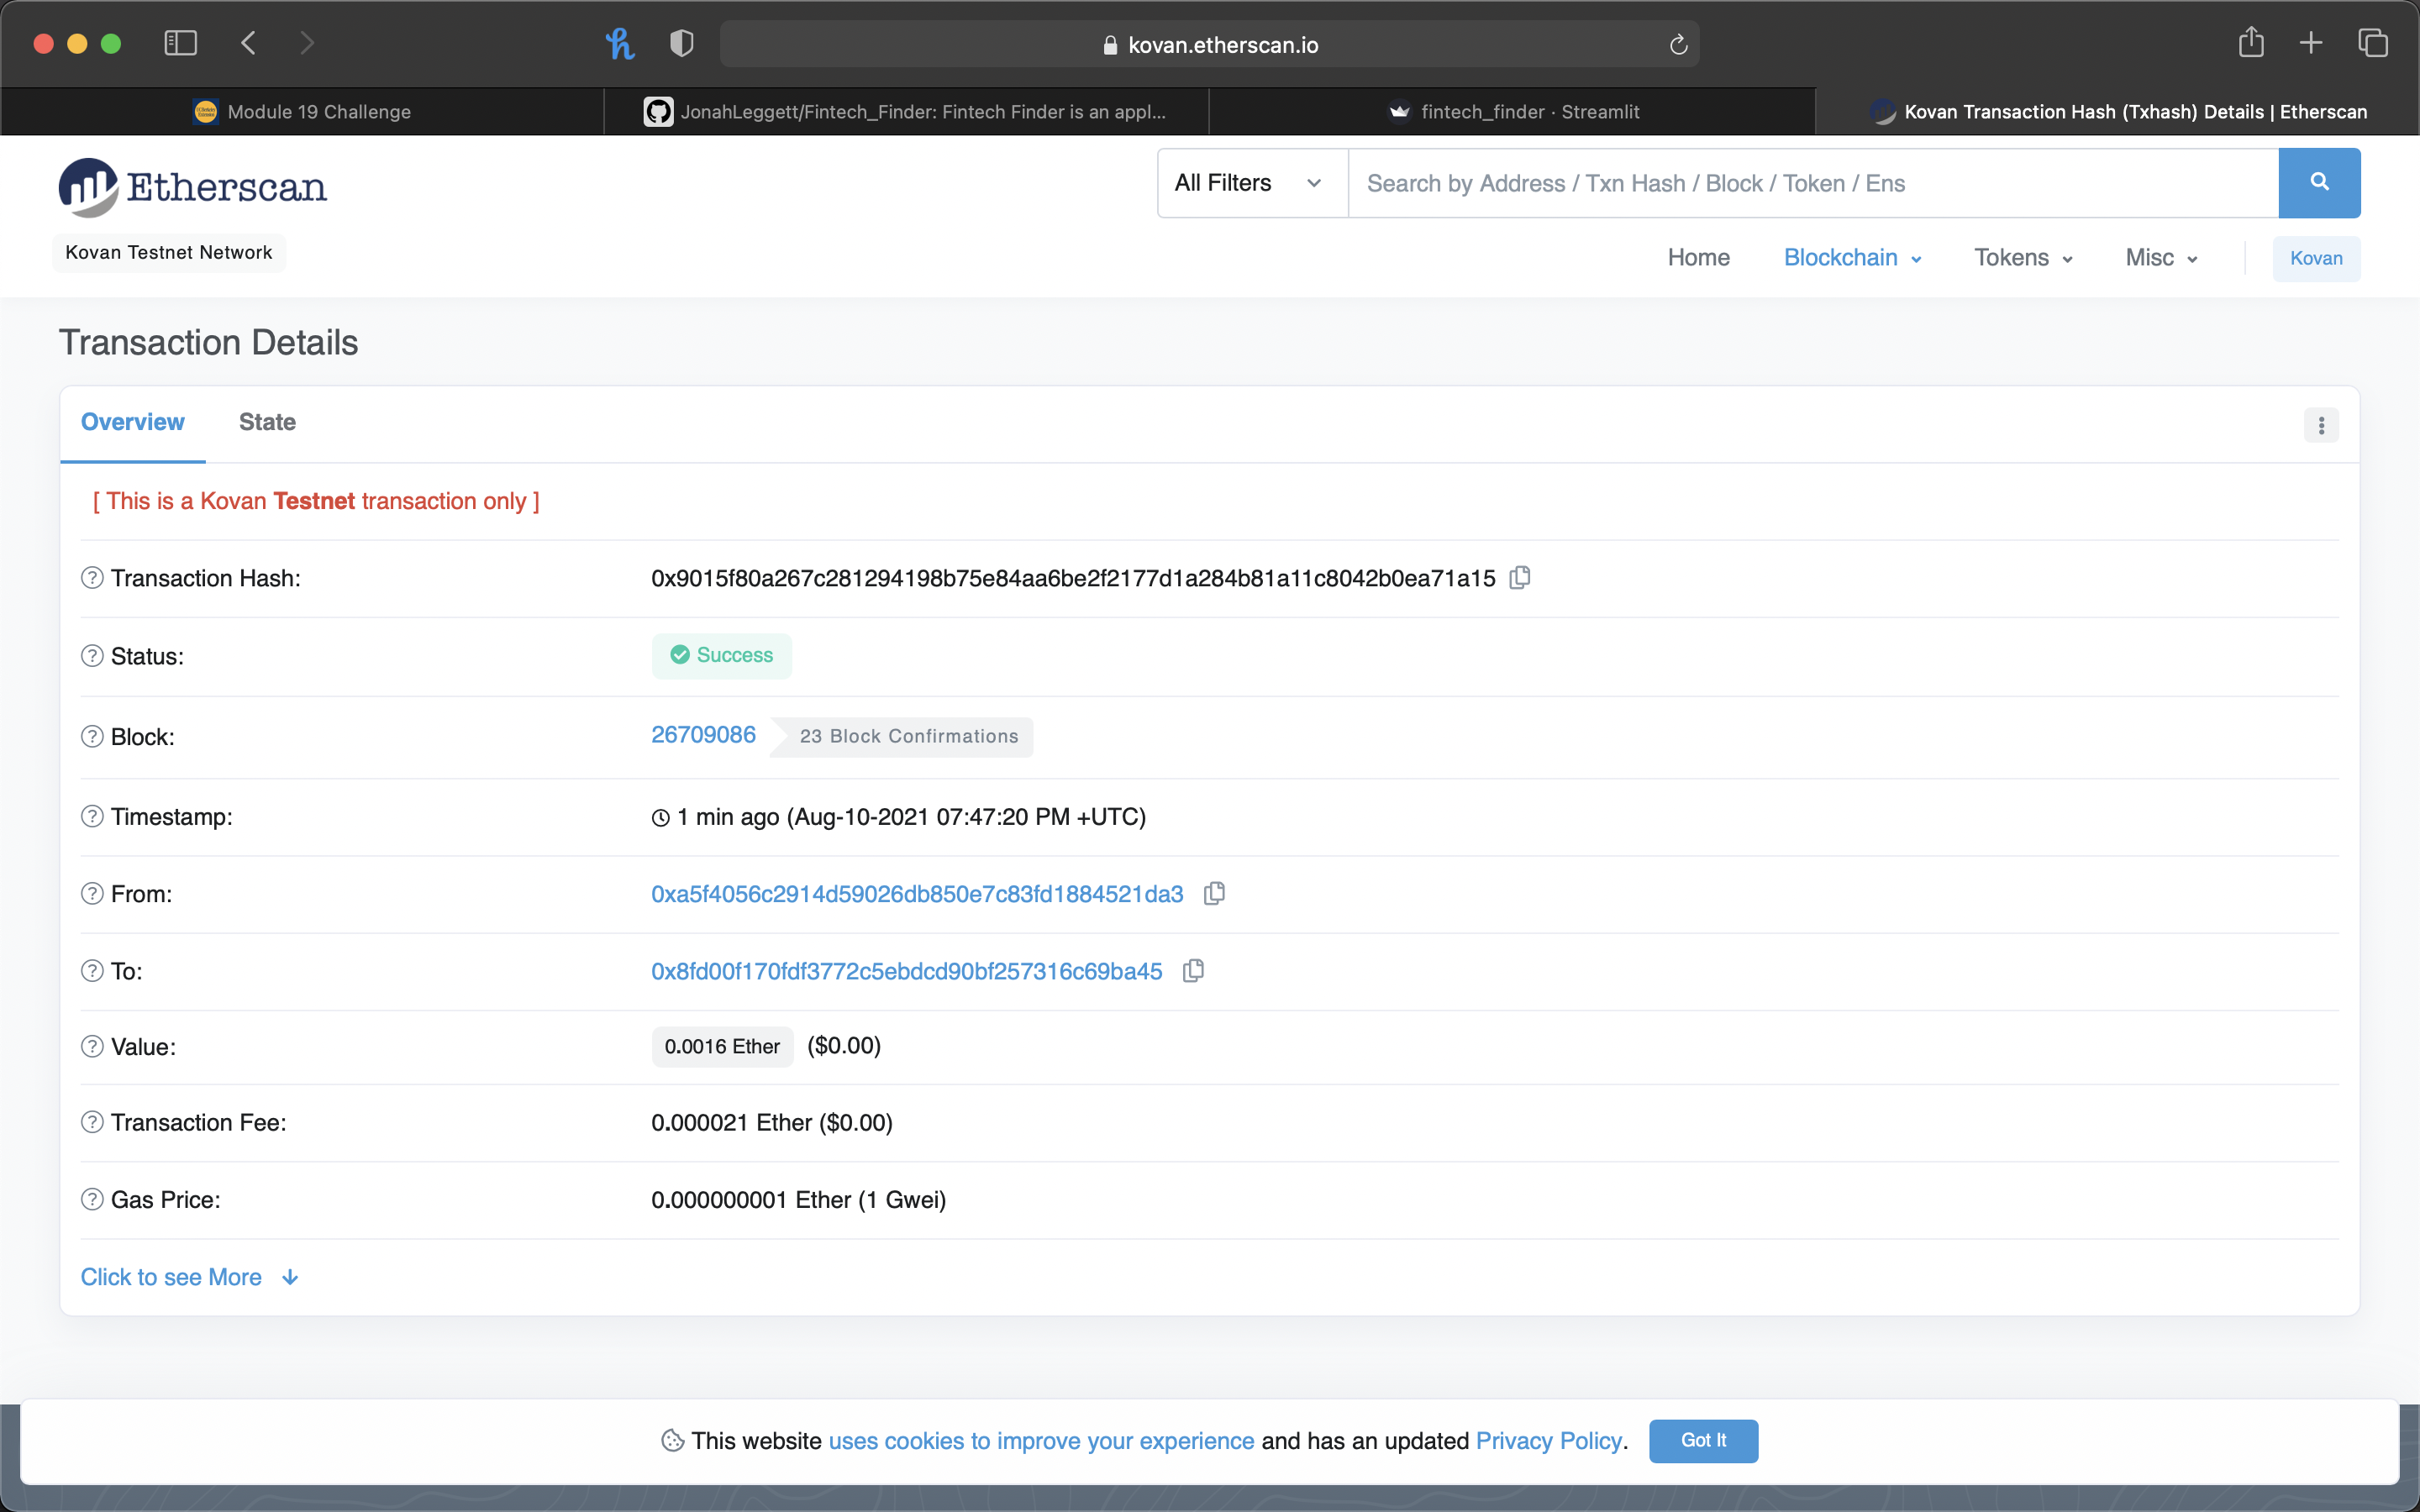 kovan.etherscan.io
Module 19 Challenge
JonahLeggett/Fintech_Finder: Fintech Finder is an appl...
fintech_finder · Streamlit
Kovan Transaction Hash (Txhash) Details | Etherscan
Etherscan
All Filters
Search by Address / Txn Hash / Block / Token / Ens
Kovan Testnet Network
Home
Blockchain
Tokens
Misc
Kovan
Transaction Details
Overview
State
[ This is a Kovan Testnet transaction only ]
Transaction Hash:
0x9015f80a267c281294198b75e84aa6be2f2177d1a284b81a11c8042b0ea71a15
Status:
Success
Block:
26709086
23 Block Confirmations
Timestamp:
1 min ago (Aug-10-2021 07:47:20 PM +UTC)
From:
0xa5f4056c2914d59026db850e7c83fd1884521da3
To:
0x8fd00f170fdf3772c5ebdcd90bf257316c69ba45
Value:
0.0016 Ether ($0.00)
Transaction Fee:
0.000021 Ether ($0.00)
Gas Price:
0.000000001 Ether (1 Gwei)
Click to see More
This website uses cookies to improve your experience and has an updated Privacy Policy.
Got It